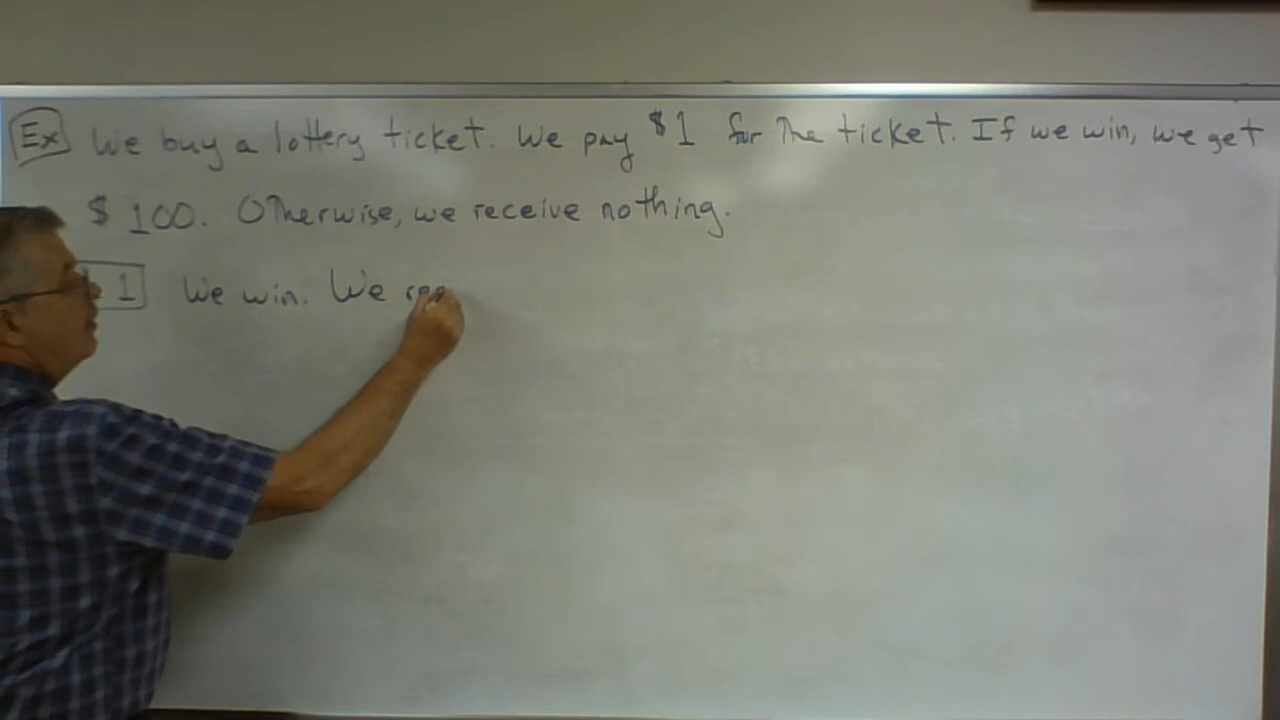 Ex We buy a lottery ticket. We pay $1 for The ticket. If we win, we get
$100. Otherwise, we receive nothing.
1 We win. We